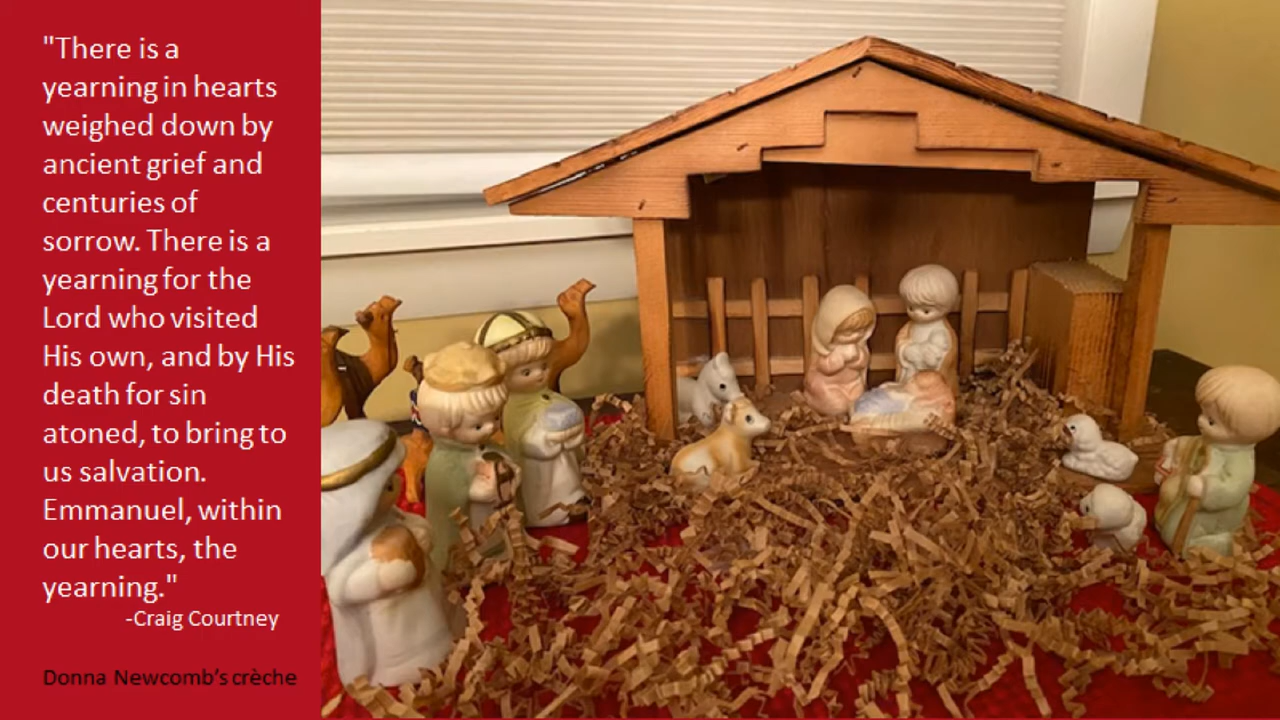 "There is a
yearning in hearts
weighed down by
ancient grief and
centuries of
sorrow. There is a
yearning for the
Lord who visited
His own, and by His
death for sin
atoned, to bring to
us salvation.
Emmanuel, within
our hearts, the
yearning."
-Craig Courtney
Donna Newcomb's crèche